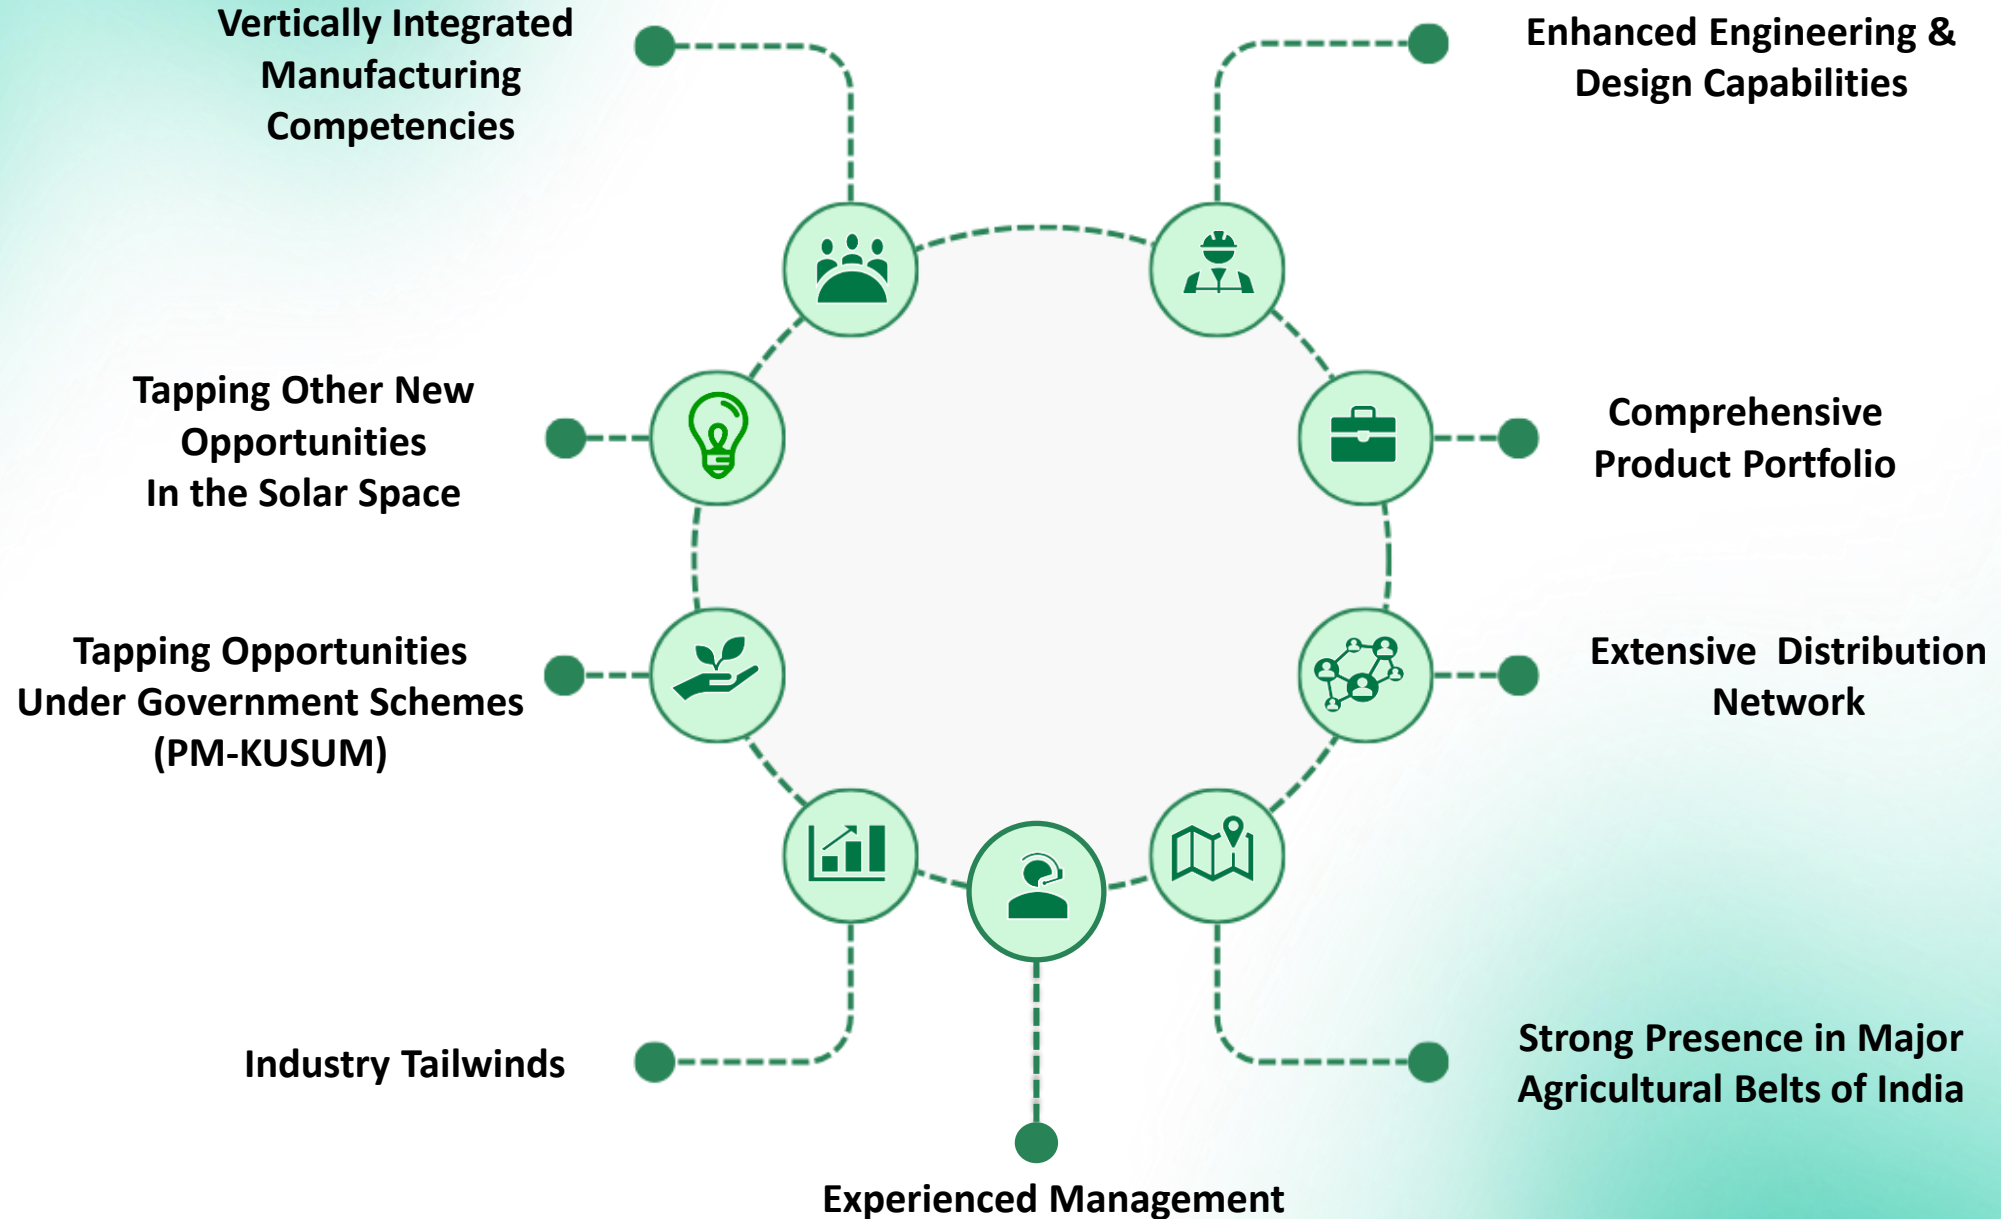 Vertically Integrated
Manufacturing
Competencies
Enhanced Engineering &
Design Capabilities
Tapping Other New
Opportunities
In the Solar Space
Comprehensive
Product Portfolio
Tapping Opportunities
Under Government Schemes
(PM-KUSUM)
Extensive  Distribution
Network
Industry Tailwinds
Strong Presence in Major
Agricultural Belts of India
Experienced Management